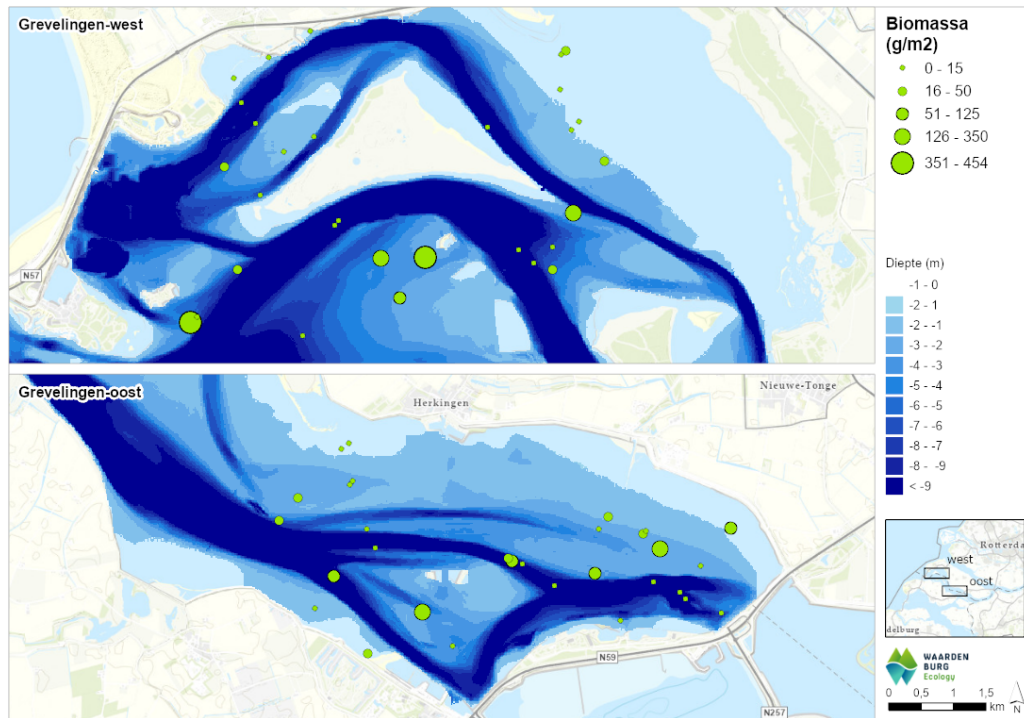 Grevelingen-west
N57
Grevelingen-oost
Herkingen
Nieuwe-Tonge
N59
N257
Biomassa
(g/m2)
0 - 15
16 - 50
51 - 125
126 - 350
351 - 454
Diepte (m)
-1 - 0
-2 - 1
-2 - -1
-3 - -2
-4 - -3
-5 - -4
-6 - -5
-7 - -6
-8 - -7
-8 - -9
< -9
Rotterda
west
oost
delburg
WAARDEN
BURG
Ecology
0 0,5 1 1,5
km
N